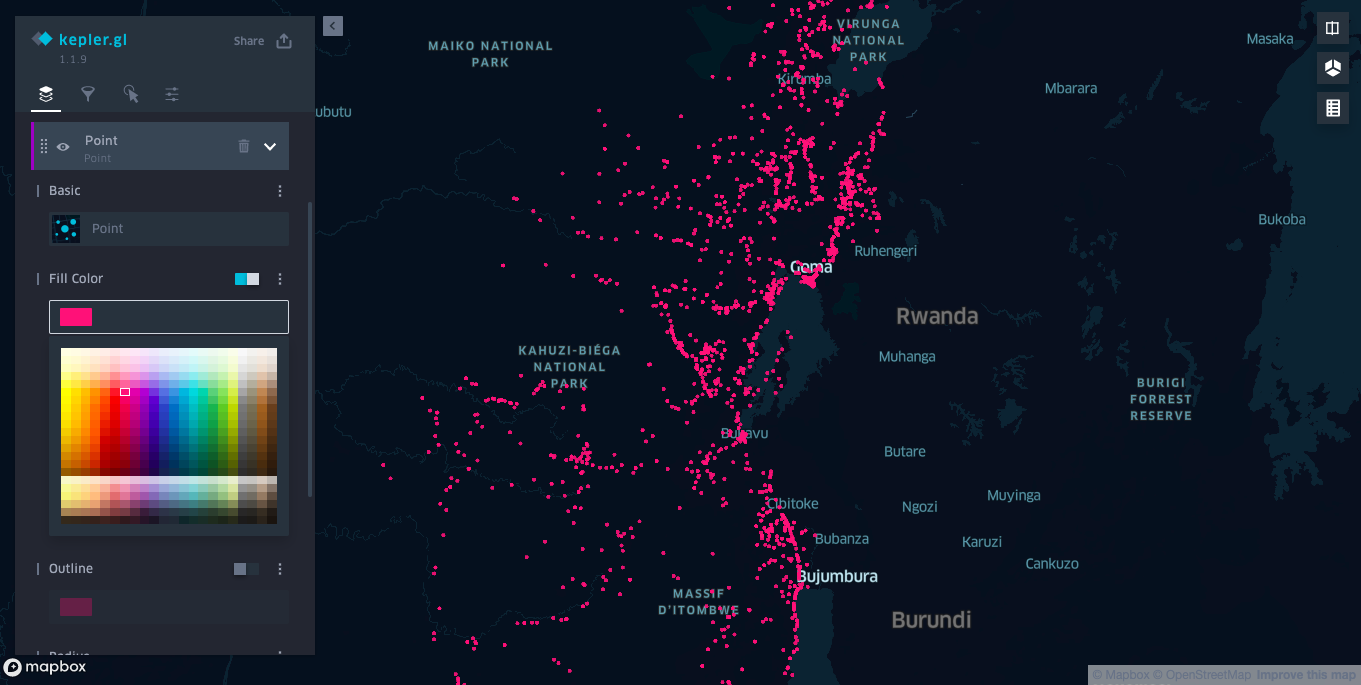 kepler.gl
1.1.9
Share
Point
Point
Basic
Point
Fill Color
Outline
Radius
mapbox
MAIKO NATIONAL
PARK
VIRUNGA
NATIONAL
PARK
Kirumba
Masaka
Mbarara
ubutu
Bukoba
Ruhengeri
Goma
Rwanda
KAHUZI-BIÉGA
NATIONAL
PARK
Muhanga
BURIGI
FORREST
RESERVE
Bukavu
Butare
Cibitoke
Ngozi
Muyinga
Bubanza
Karuzi
Cankuzo
Bujumbura
MASSIF
D'ITOMBWE
Burundi
© Mapbox © OpenStreetMap Improve this map